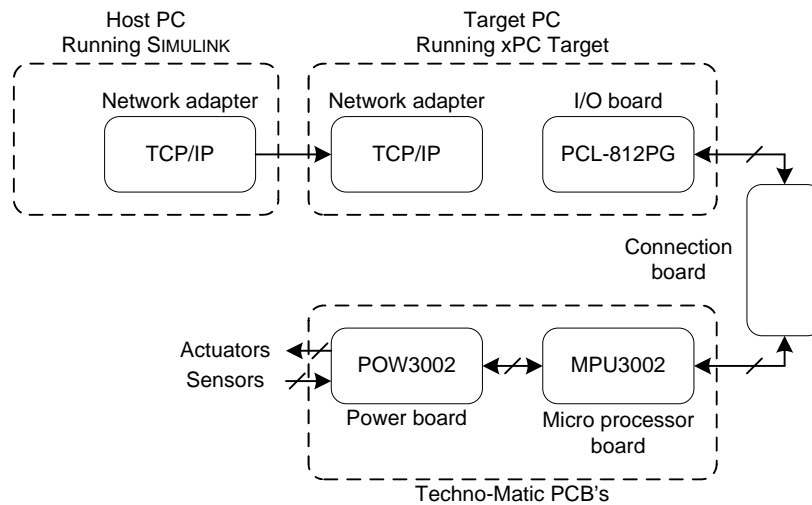 Host PC
Running SIMULINK
Target PC
Running xPC Target
Network adapter
TCP/IP
Network adapter
TCP/IP
I/O board
PCL-812PG
Connection
board
Actuators
Sensors
POW3002
Power board
MPU3002
Micro processor
board
Techno-Matic PCB's